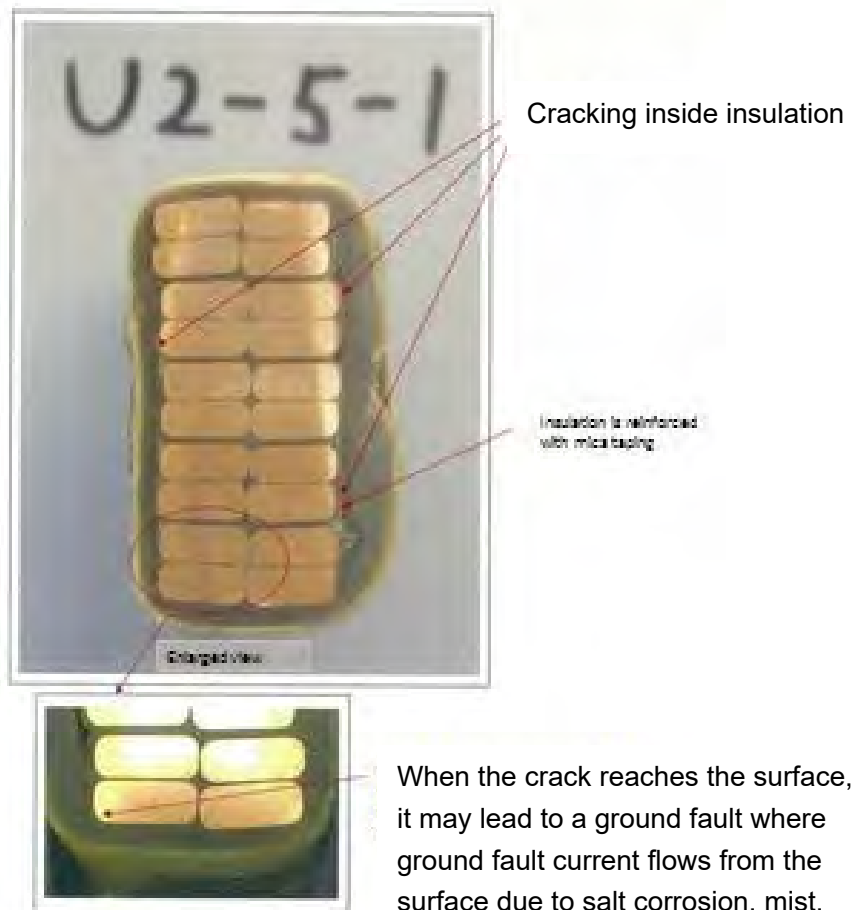 U2-5-1
Cracking inside insulation
Insulation is reinforced
with mica taping
Enlarged view
When the crack reaches the surface,
it may lead to a ground fault where
ground fault current flows from the
surface due to salt corrosion, mist,